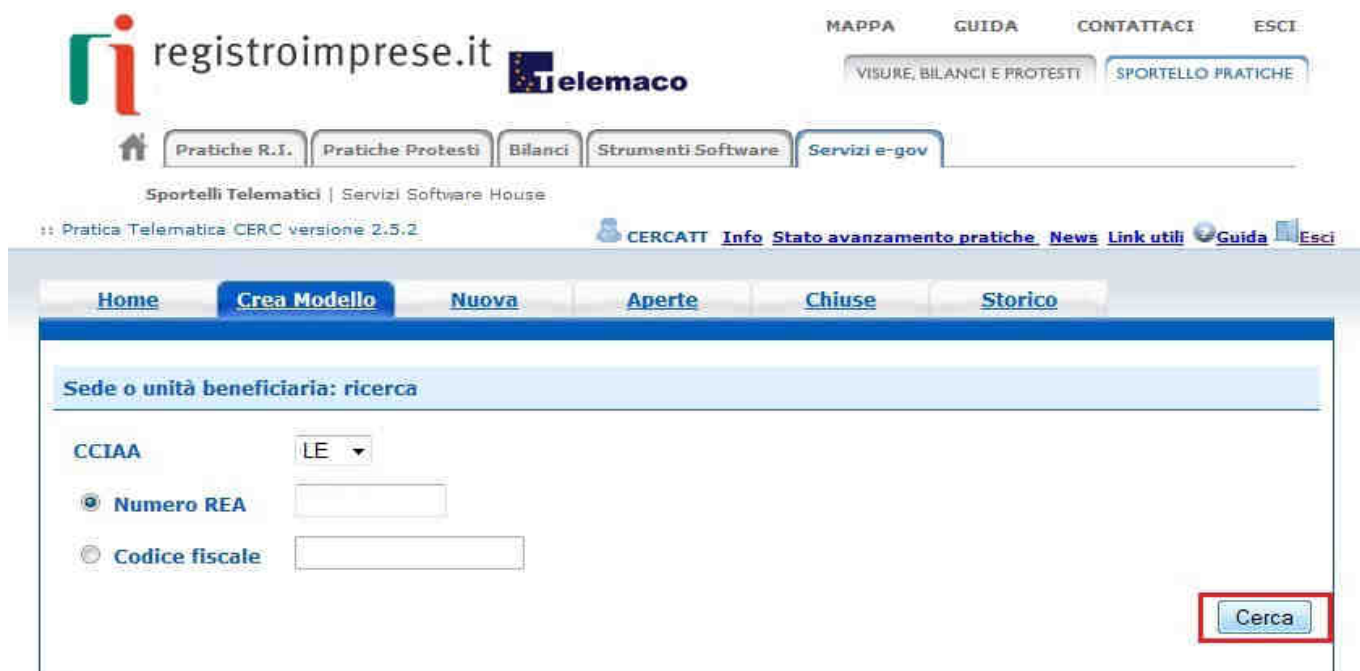 MAPPA GUIDA CONTATTACI ESCI
registroimprese.it Telemaco
VISURE, BILANCI E PROTESTI SPORTELLO PRATICHE
Pratiche R.I. Pratiche Protesti Bilanci Strumenti Software Servizi e-gov
Sportelli Telematici | Servizi Software House
:: Pratica Telematica CERC versione 2.5.2 CERCATT Info Stato avanzamento pratiche News Link utili Guida Esci
Home Crea Modello Nuova Aperte Chiuse Storico
Sede o unità beneficiaria: ricerca
CCIAA LE
Numero REA
Codice fiscale
Cerca